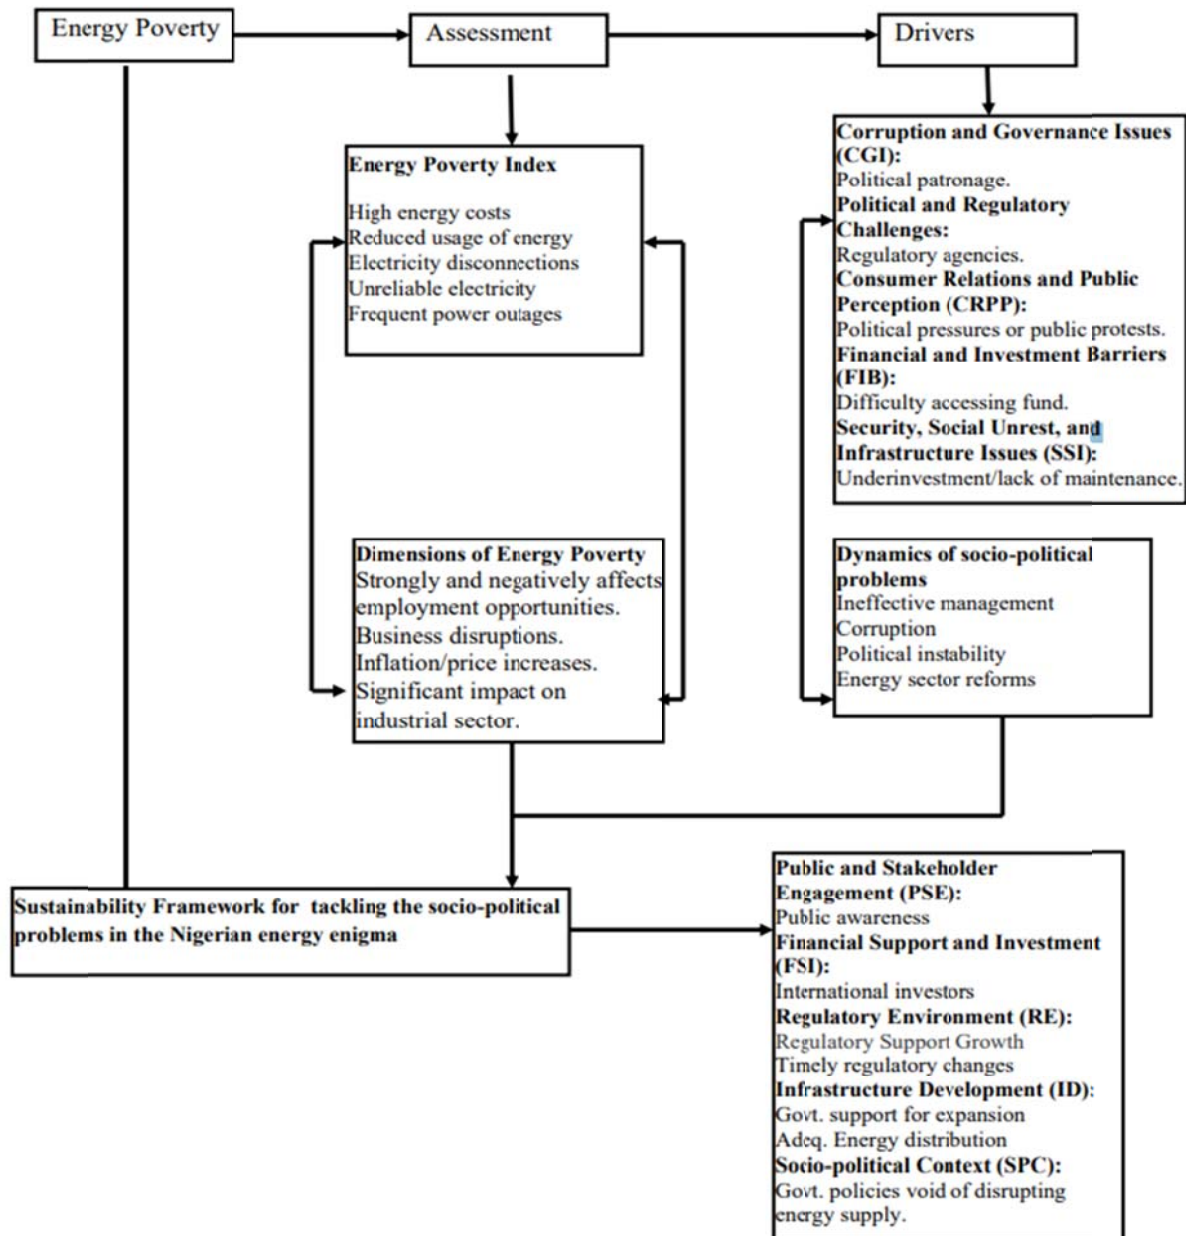 Energy Poverty
Assessment
Drivers
Energy Poverty Index
High energy costs
Reduced usage of energy
Electricity disconnections
Unreliable electricity
Frequent power outages
Corruption and Governance Issues
(CGI):
Political patronage.
Political and Regulatory
Challenges:
Regulatory agencies.
Consumer Relations and Public
Perception (CRPP):
Political pressures or public protests.
Financial and Investment Barriers
(FIB):
Difficulty accessing fund.
Security, Social Unrest, and
Infrastructure Issues (SSI):
Underinvestment/lack of maintenance.
Dimensions of Energy Poverty
Strongly and negatively affects
employment opportunities.
Business disruptions.
Inflation/price increases.
Significant impact on
industrial sector.
Dynamics of socio-political
problems
Ineffective management
Corruption
Political instability
Energy sector reforms
Sustainability Framework for tackling the socio-political
problems in the Nigerian energy enigma
Public and Stakeholder
Engagement (PSE):
Public awareness
Financial Support and Investment
(FSI):
International investors
Regulatory Environment (RE):
Regulatory Support Growth
Timely regulatory changes
Infrastructure Development (ID):
Govt. support for expansion
Adeq. Energy distribution
Socio-political Context (SPC):
Govt. policies void of disrupting
energy supply.